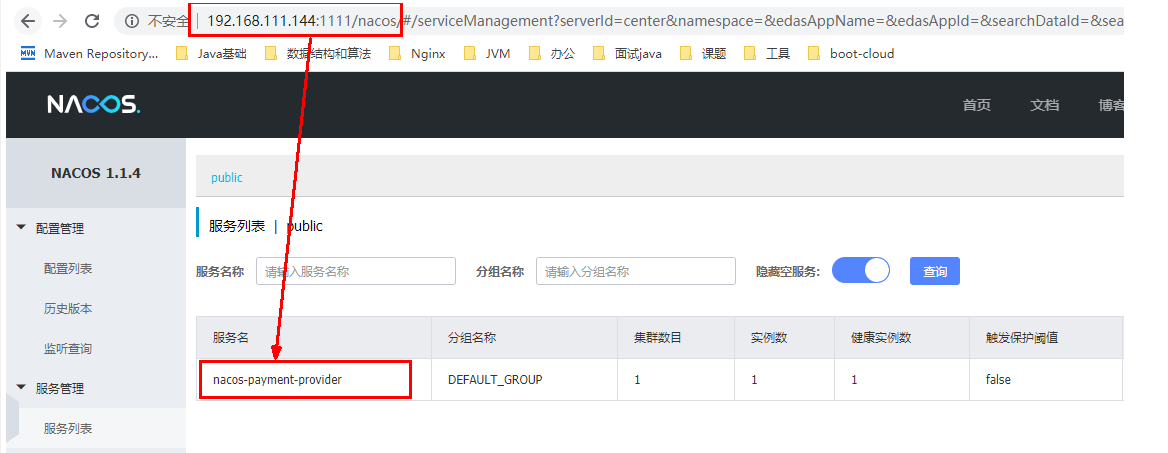 不安全 | 192.168.111.144:1111/nacos/#/serviceManagement?serverId=center&namespace=&edasAppName=&edasAppId=&searchDataId=&sea
MVN Maven Repository... Java基础 数据结构和算法 Nginx JVM 办公 面试java 课题 工具 boot-cloud
NACOS. 首页 文档 博客
NACOS 1.1.4
public
配置管理
服务列表 | public
配置列表
服务名称 请输入服务名称 分组名称 请输入分组名称 隐藏空服务: 查询
历史版本
服务名 分组名称 集群数目 实例数 健康实例数 触发保护阈值
监听查询
nacos-payment-provider DEFAULT_GROUP 1 1 1 false
服务管理
服务列表